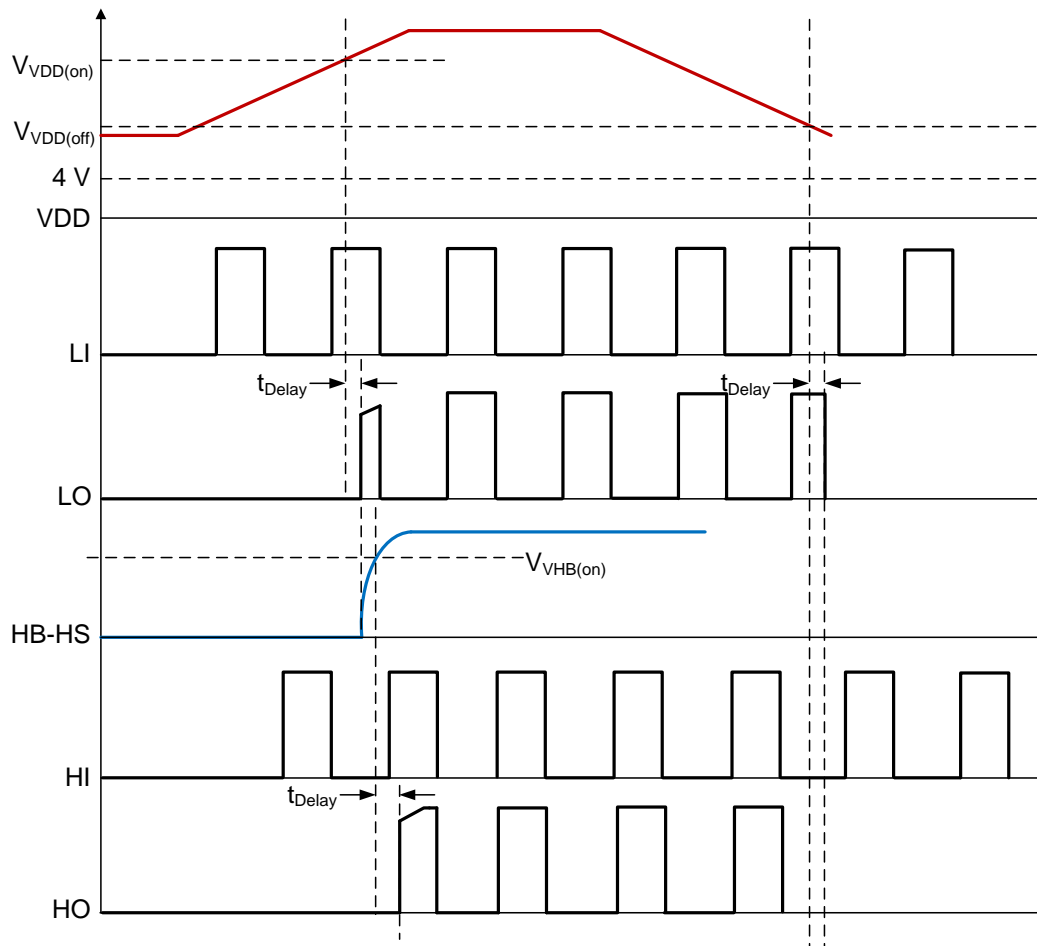 VVDD(on)
VVDD(off)
4 V
VDD
LI
tDelay
tDelay
LO
VVHB(on)
HB-HS
HI
tDelay
HO